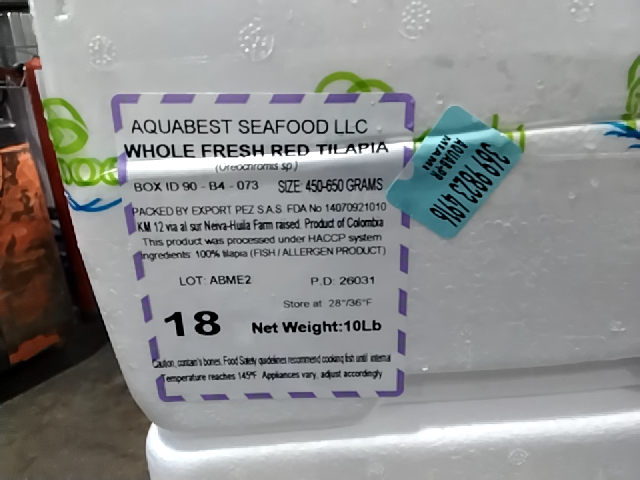 AQUABEST SEAFOOD LLC
WHOLE FRESH RED TILAPIA
(Oreochromis sp)
BOX ID 90 - B4 - 073 SIZE: 450-650 GRAMS
PACKED BY EXPORT PEZ S.A.S. FDA No 14070921010
KM 12 via al sur Neiva-Huila Farm raised. Product of Colombia
This product was processed under HACCP system
Ingredients: 100% tilapia (FISH / ALLERGEN PRODUCT)
LOT: ABME2 P.D: 26031
Store at: 28°/36°F
18 Net Weight:10Lb
Caution, contain's bones. Food Safety guidelines recommend cooking fish until internal
Temperature reaches 145°F. Appliances vary, adjust accordingly
MIAMI